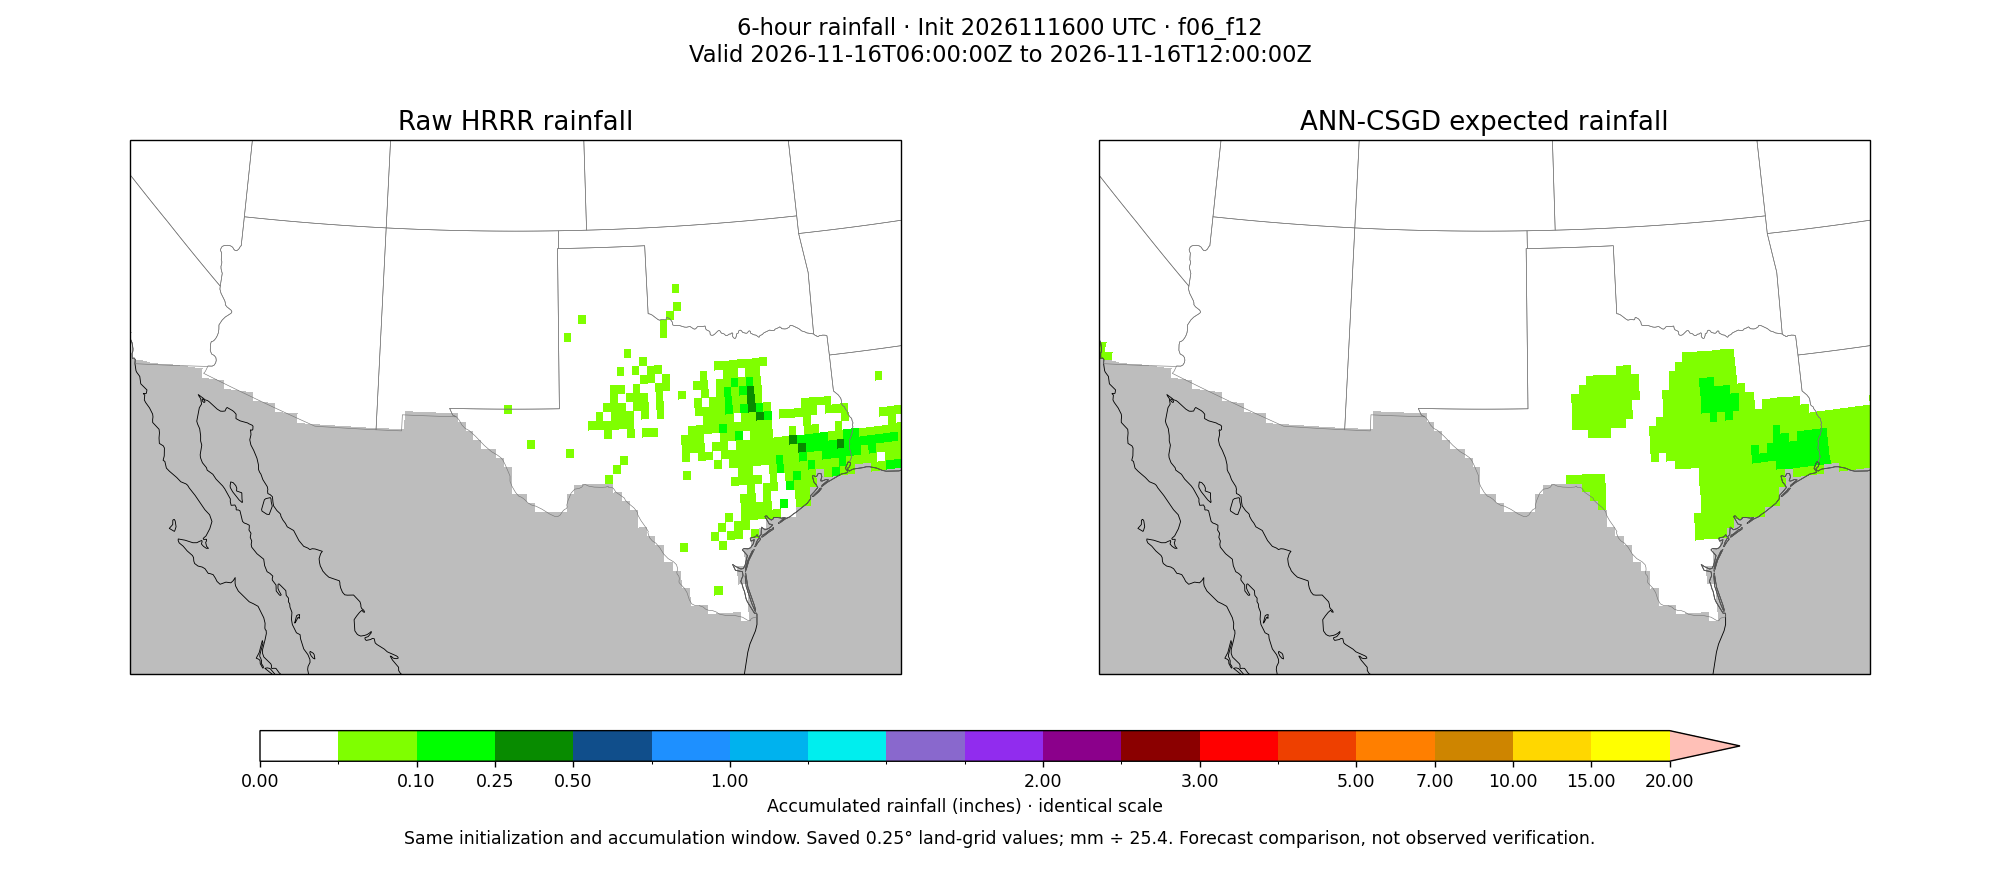 6-hour rainfall · Init 2026111600 UTC · f06_f12
Valid 2026-11-16T06:00:00Z to 2026-11-16T12:00:00Z
Raw HRRR rainfall
ANN-CSGD expected rainfall
0.00 0.10 0.25 0.50 1.00 2.00 3.00 5.00 7.00 10.00 15.00 20.00
Accumulated rainfall (inches) · identical scale
Same initialization and accumulation window. Saved 0.25° land-grid values; mm ÷ 25.4. Forecast comparison, not observed verification.